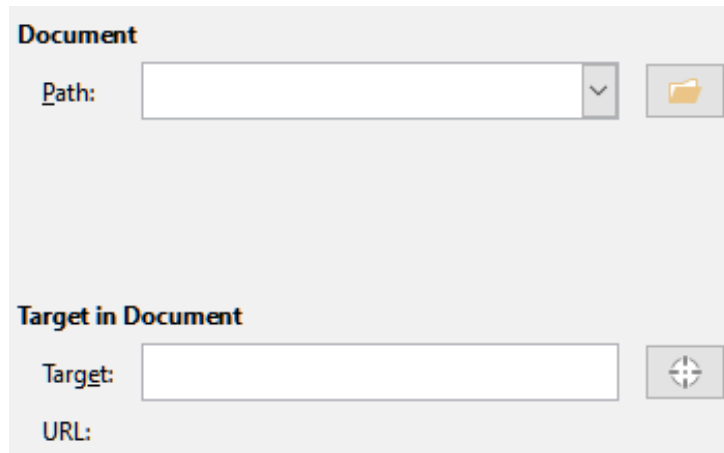 Document
Path:
Target in Document
Target:
URL: